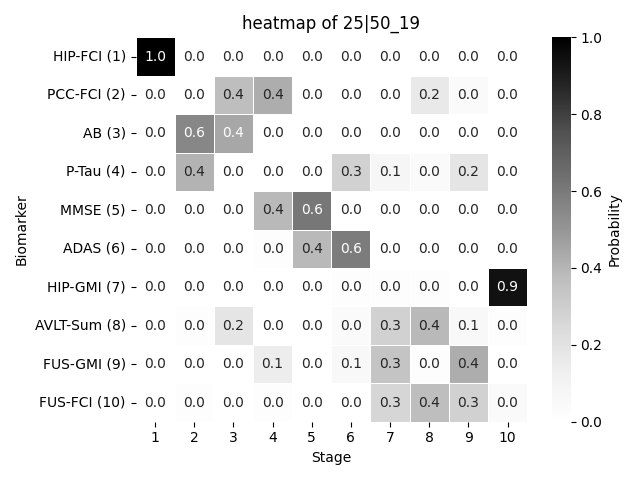 heatmap of 25|50_19
HIP-FCI (1) 1.0 0.0 0.0 0.0 0.0 0.0 0.0 0.0 0.0 0.0
PCC-FCI (2) 0.0 0.0 0.4 0.4 0.0 0.0 0.0 0.2 0.0 0.0
AB (3) 0.0 0.6 0.4 0.0 0.0 0.0 0.0 0.0 0.0 0.0
P-Tau (4) 0.0 0.4 0.0 0.0 0.0 0.3 0.1 0.0 0.2 0.0
MMSE (5) 0.0 0.0 0.0 0.4 0.6 0.0 0.0 0.0 0.0 0.0
ADAS (6) 0.0 0.0 0.0 0.0 0.4 0.6 0.0 0.0 0.0 0.0
HIP-GMI (7) 0.0 0.0 0.0 0.0 0.0 0.0 0.0 0.0 0.0 0.9
AVLT-Sum (8) 0.0 0.0 0.2 0.0 0.0 0.0 0.3 0.4 0.1 0.0
FUS-GMI (9) 0.0 0.0 0.0 0.1 0.0 0.1 0.3 0.0 0.4 0.0
FUS-FCI (10) 0.0 0.0 0.0 0.0 0.0 0.0 0.3 0.4 0.3 0.0
1 2 3 4 5 6 7 8 9 10
Stage
Biomarker
1.0
0.8
0.6
0.4
0.2
0.0
Probability